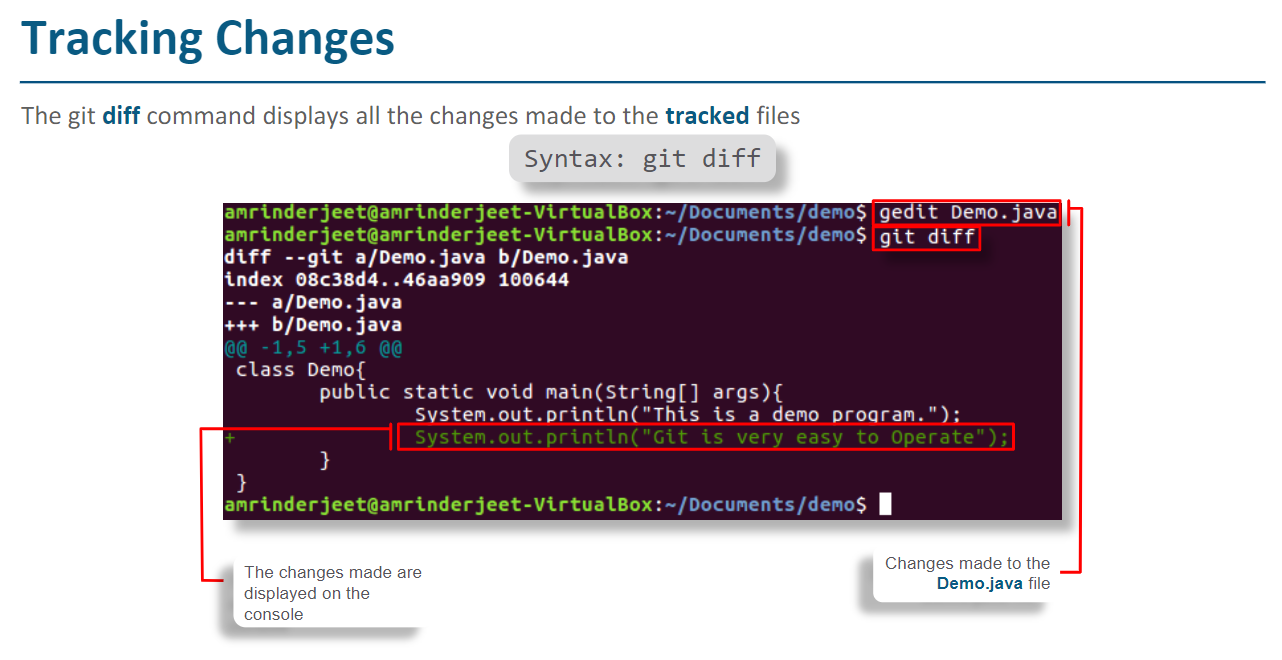 Tracking Changes
The git diff command displays all the changes made to the tracked files
Syntax: git diff
amrinderjeet@amrinderjeet-VirtualBox:~/Documents/demo$ gedit Demo.java
amrinderjeet@amrinderjeet-VirtualBox:~/Documents/demo$ git diff
diff --git a/Demo.java b/Demo.java
index 08c38d4..46aa909 100644
--- a/Demo.java
+++ b/Demo.java
@@ -1,5 +1,6 @@
 class Demo{
        public static void main(String[] args){
                System.out.println("This is a demo program.");
+               System.out.println("Git is very easy to Operate");
        }
 }
amrinderjeet@amrinderjeet-VirtualBox:~/Documents/demo$
The changes made are
displayed on the
console
Changes made to the
Demo.java file